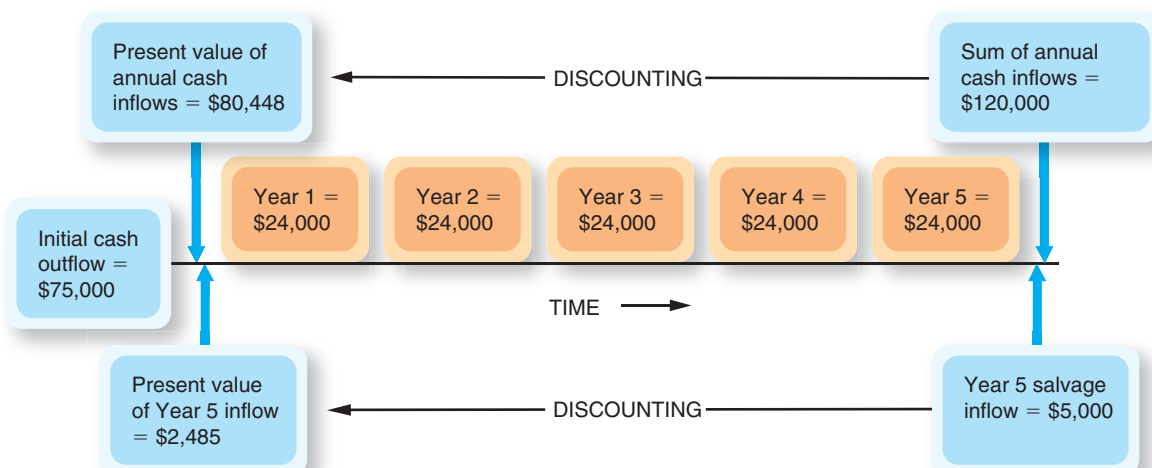 Present value of
annual cash
inflows = $80,448
DISCOUNTING
Sum of annual
cash inflows =
$120,000
Year 1 =
$24,000
Year 2 =
$24,000
Year 3 =
$24,000
Year 4 =
$24,000
Year 5 =
$24,000
Initial cash
outflow =
$75,000
TIME
Present value
of Year 5 inflow
= $2,485
DISCOUNTING
Year 5 salvage
inflow = $5,000